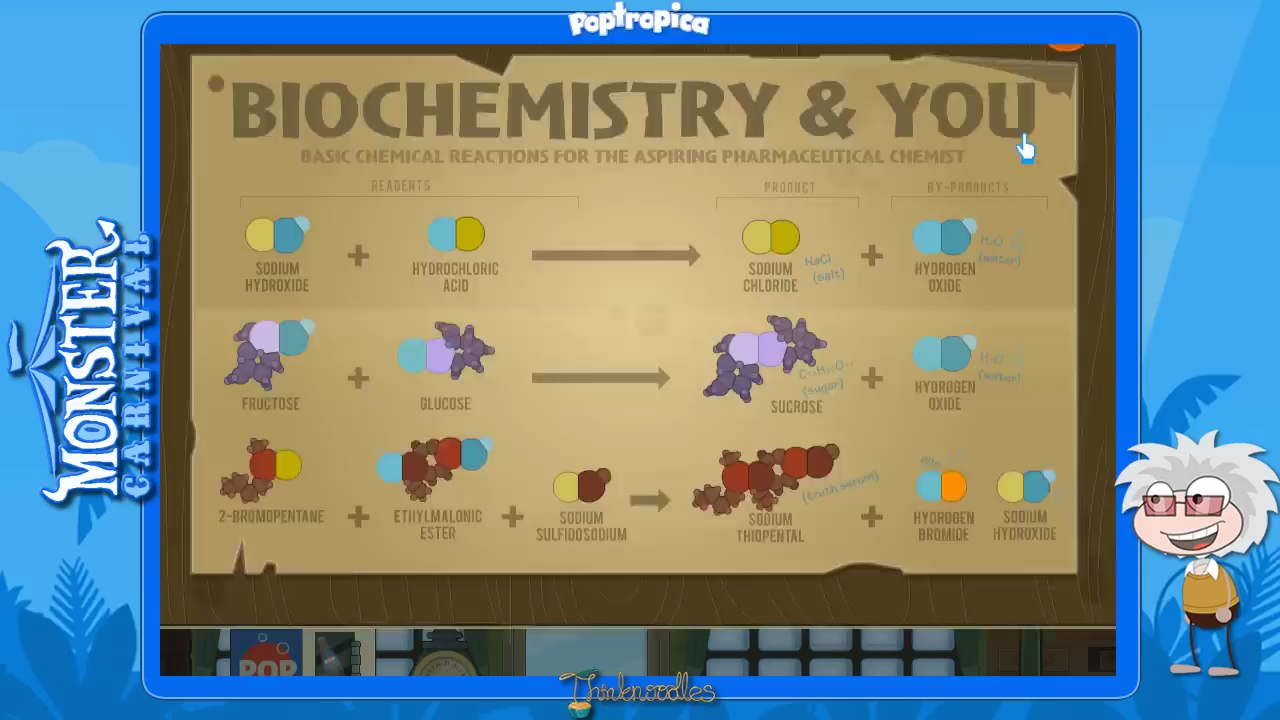 Poptropica
MONSTER
CARNIVAL
BIOCHEMISTRY & YOU
BASIC CHEMICAL REACTIONS FOR THE ASPIRING PHARMACEUTICAL CHEMIST
REAGENTS
PRODUCT
BY-PRODUCTS
SODIUM
HYDROXIDE
+
HYDROCHLORIC
ACID
SODIUM
CHLORIDE
NaCl
(salt)
+
HYDROGEN
OXIDE
(water)
FRUCTOSE
+
GLUCOSE
SUCROSE
(sugar)
+
HYDROGEN
OXIDE
(water)
2-BROMOPENTANE
+
ETHYLMALONIC
ESTER
+
SODIUM
SULFIDOSODIUM
SODIUM
THIOPENTAL
(truth serum)
+
HYDROGEN
BROMIDE
SODIUM
HYDROXIDE
POP
Thinknoodles